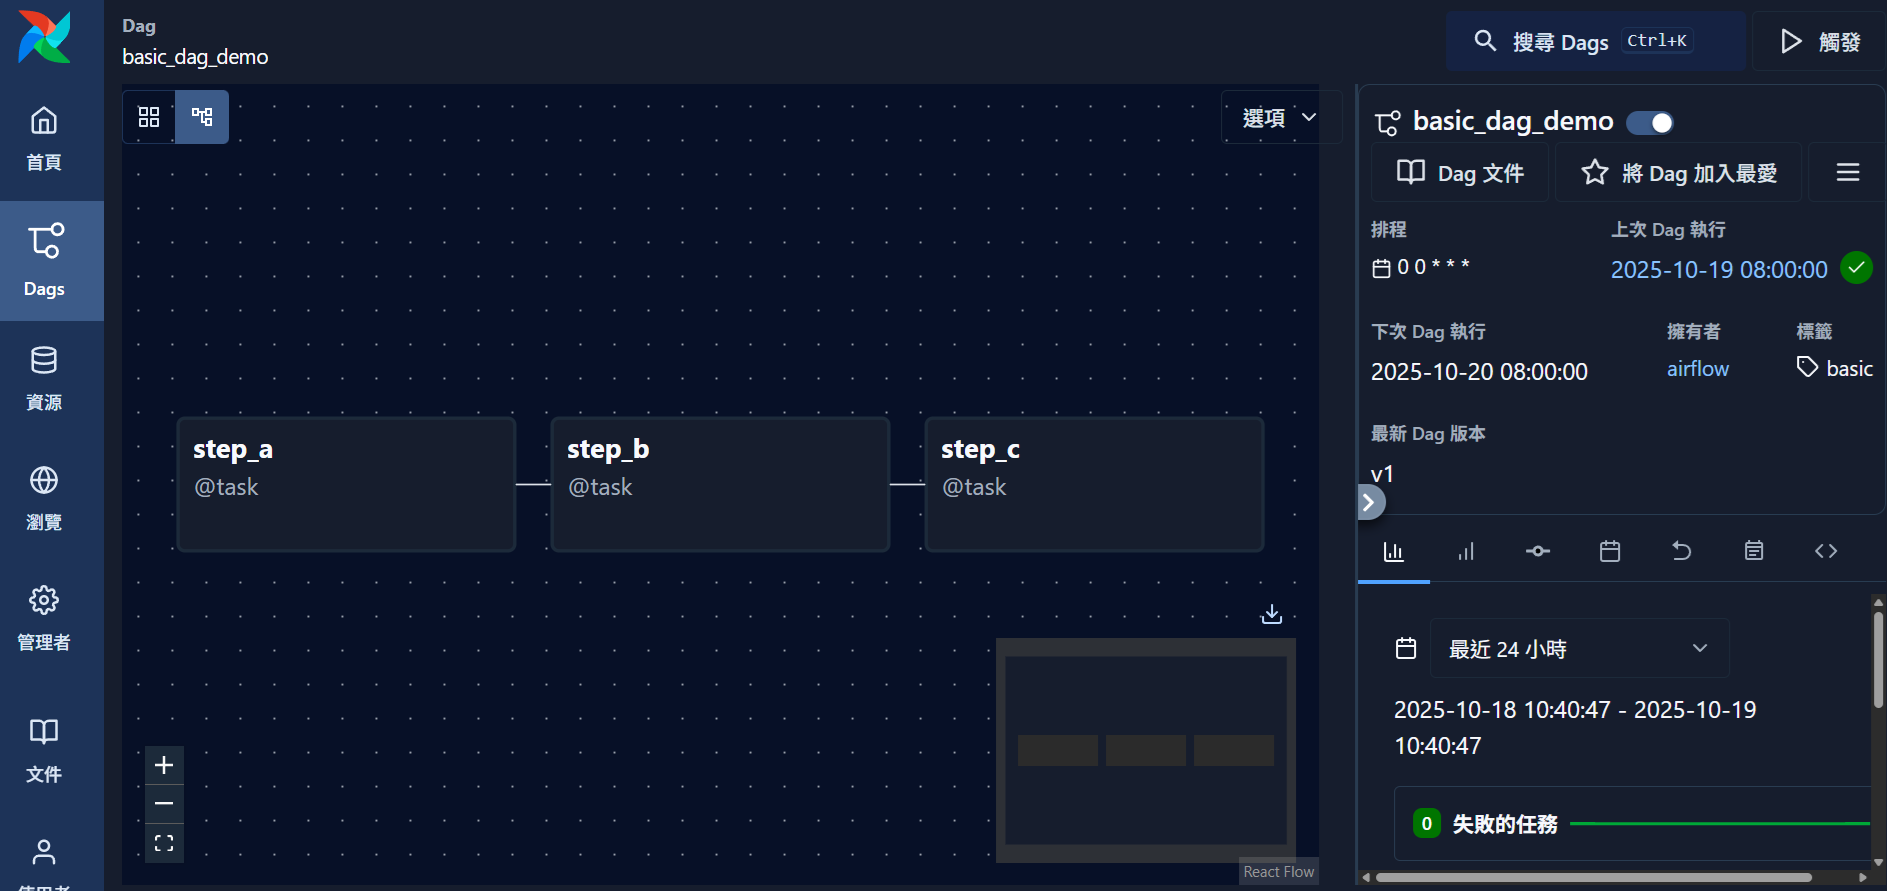 Dag
basic_dag_demo
搜尋 Dags Ctrl+K
觸發
首頁
Dags
資源
瀏覽
管理者
文件
選項
step_a
@task
step_b
@task
step_c
@task
React Flow
basic_dag_demo
Dag 文件
將 Dag 加入最愛
排程
上次 Dag 執行
0 0 * * *
2025-10-19 08:00:00
下次 Dag 執行
擁有者
標籤
2025-10-20 08:00:00
airflow
basic
最新 Dag 版本
v1
最近 24 小時
2025-10-18 10:40:47 - 2025-10-19
10:40:47
0 失敗的任務